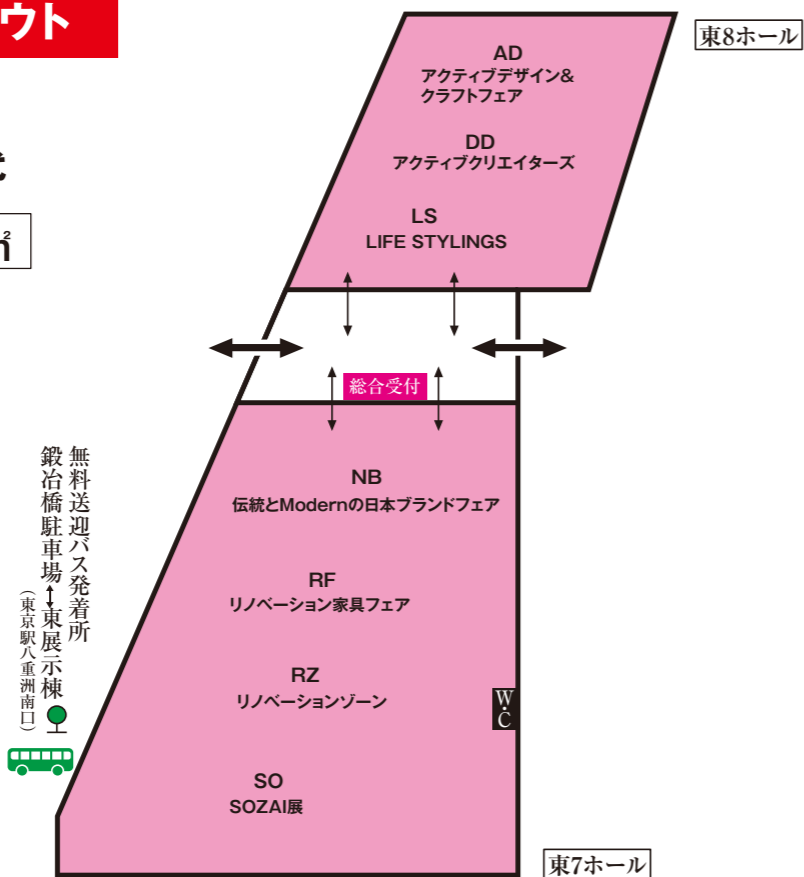 ウト
㎡
東8ホール
AD
アクティブデザイン&
クラフトフェア
DD
アクティブクリエイターズ
LS
LIFE STYLINGS
総合受付
NB
伝統とModernの日本ブランドフェア
RF
リノベーション家具フェア
RZ
リノベーションゾーン
W・C
SO
SOZAI展
無料送迎バス発着所
鍛冶橋駐車場↔東展示棟
(東京駅八重洲南口)
東7ホール